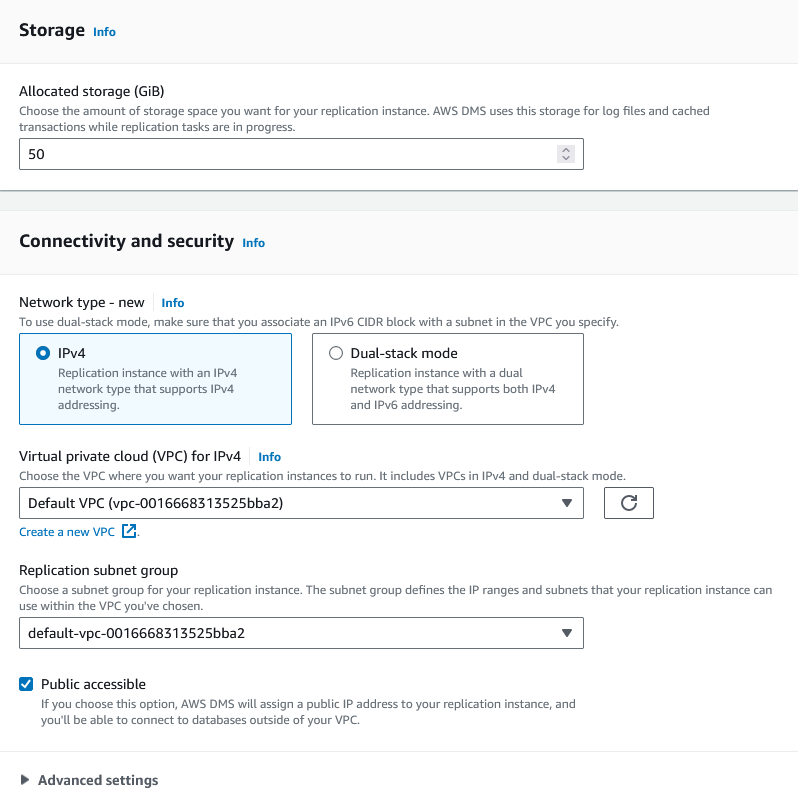 Storage Info
Allocated storage (GiB)
Choose the amount of storage space you want for your replication instance. AWS DMS uses this storage for log files and cached
transactions while replication tasks are in progress.
50
Connectivity and security Info
Network type - new Info
To use dual-stack mode, make sure that you associate an IPv6 CIDR block with a subnet in the VPC you specify.
IPv4
Replication instance with an IPv4
network type that supports IPv4
addressing.
Dual-stack mode
Replication instance with a dual
network type that supports both IPv4
and IPv6 addressing.
Virtual private cloud (VPC) for IPv4 Info
Choose the VPC where you want your replication instances to run. It includes VPCs in IPv4 and dual-stack mode.
Default VPC (vpc-0016668313525bba2)
Create a new VPC .
Replication subnet group
Choose a subnet group for your replication instance. The subnet group defines the IP ranges and subnets that your replication instance can
use within the VPC you've chosen.
default-vpc-0016668313525bba2
Public accessible
If you choose this option, AWS DMS will assign a public IP address to your replication instance, and
you'll be able to connect to databases outside of your VPC.
Advanced settings